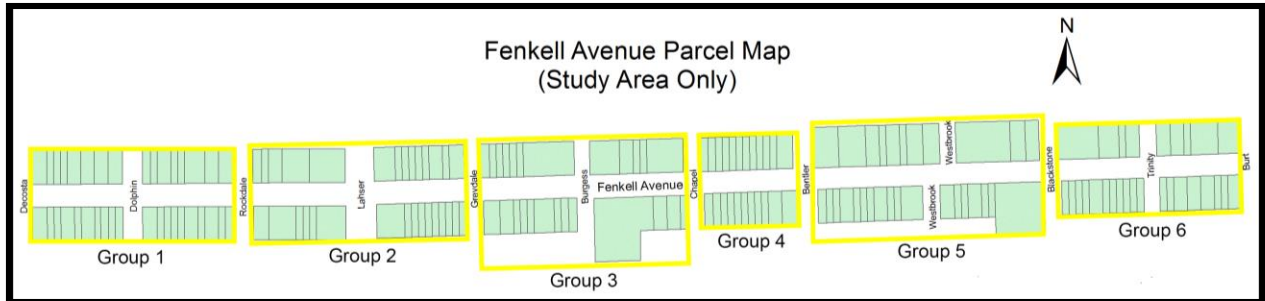 Fenkell Avenue Parcel Map
(Study Area Only)
N
Decosta
Dolphin
Rockdale
Lahser
Greydale
Burgess
Fenkell Avenue
Chapel
Bentler
Westbrook
Westbrook
Blackstone
Trinity
Burt
Group 1
Group 2
Group 3
Group 4
Group 5
Group 6